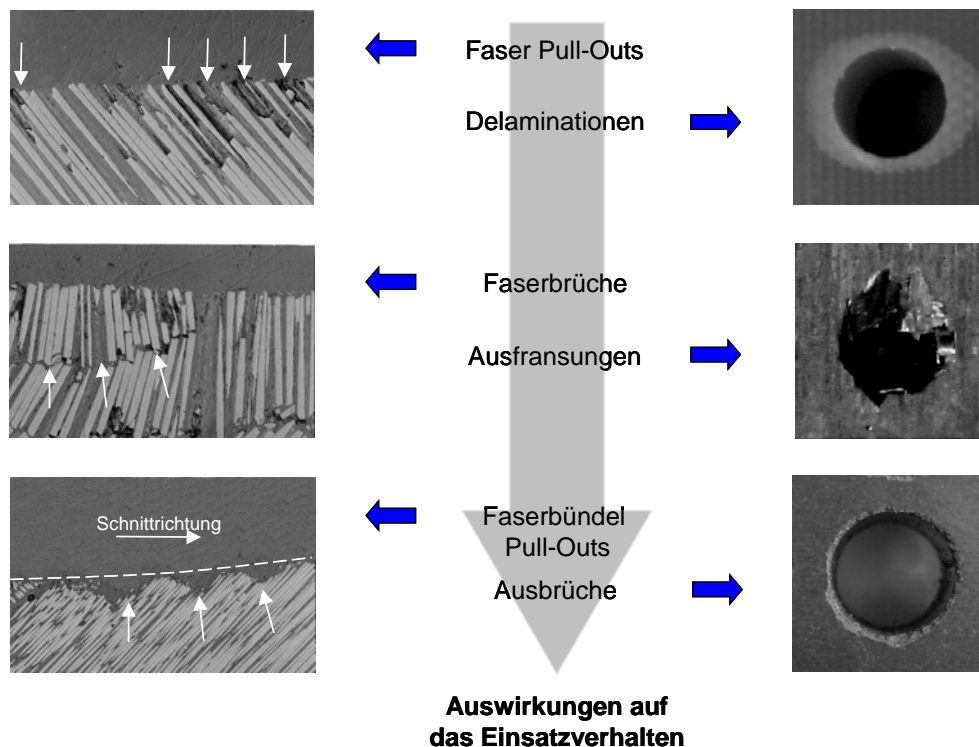 Faser Pull-Outs
Delaminationen
Faserbrüche
Ausfransungen
Schnittrichtung
Faserbündel
Pull-Outs
Ausbrüche
Auswirkungen auf
das Einsatzverhalten